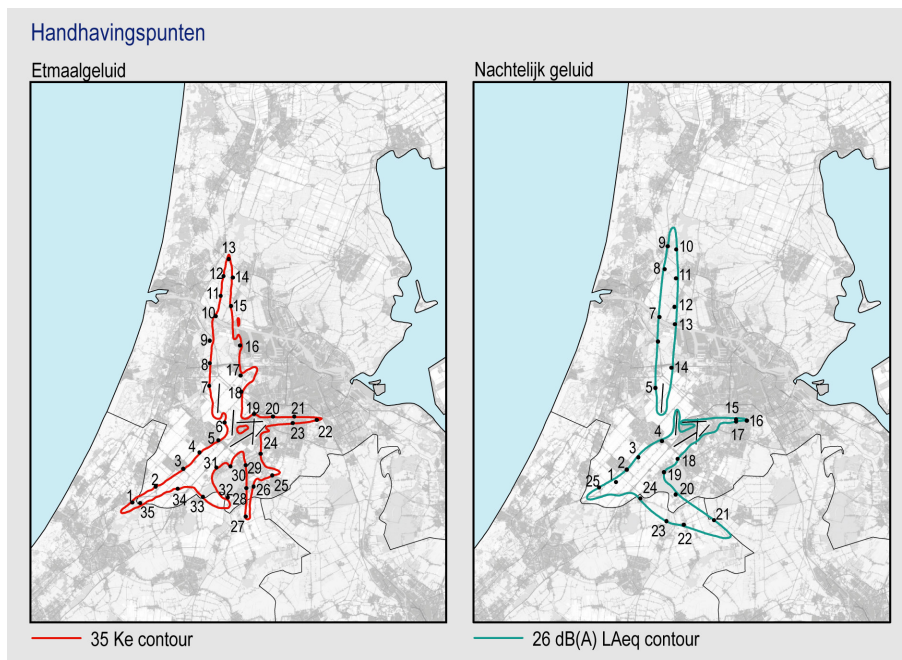 Handhavingspunten
Etmaalgeluid
13
12 14
11
10 15
9 16
8
17
7
18
6 19 20 21
5 23 22
4 24
3 31 30 29
2 25
32 28 26
1 35 34 33
27
35 Ke contour
Nachtelijk geluid
9 10
8
11
7 12
13
14
5
15
16
4 17
3
18
2
1 19
25
24 20
23 22 21
26 dB(A) LAeq contour